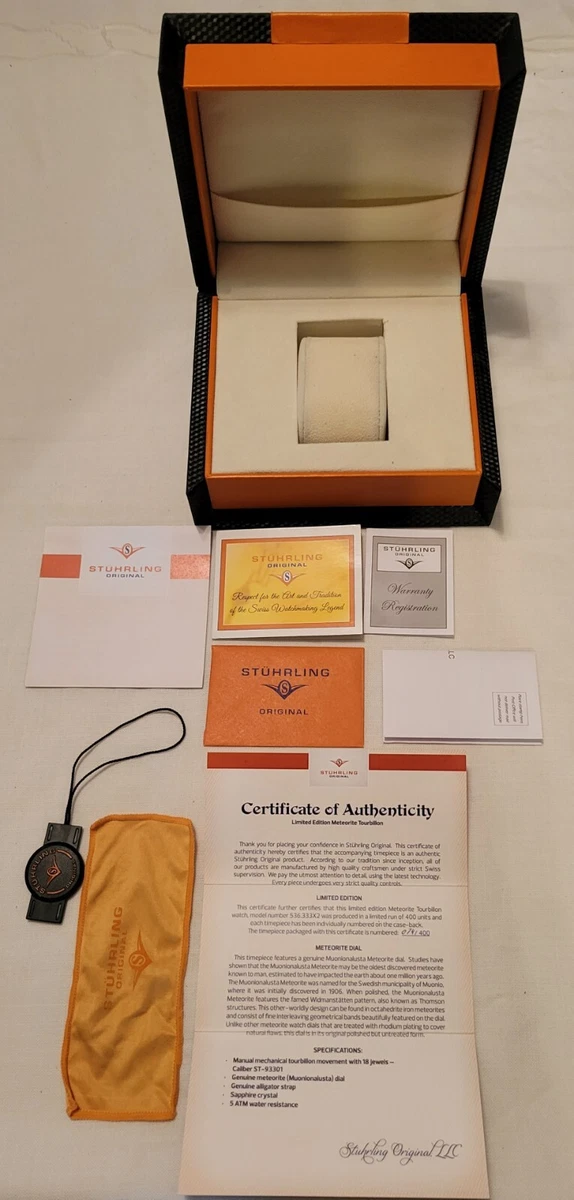 STÜHRLING
ORIGINAL
STÜHRLING
ORIGINAL
Respect for the Art and Tradition
of the Swiss Watchmaking Legend
STÜHRLING
ORIGINAL
Warranty
Registration
STÜHRLING
ORIGINAL
STÜHRLING
STÜHRLING
ORIGINAL
STÜHRLING
ORIGINAL
Certificate of Authenticity
Limited Edition Meteorite Tourbillon
Thank you for placing your confidence in Stührling Original. This certificate of
authenticity hereby certifies that the accompanying timepiece is an authentic
Stührling Original product. According to our tradition since inception, all of
our products are manufactured by high quality craftsmen under strict Swiss
supervision. We pay the utmost attention to detail, using the latest technology.
Every piece undergoes very strict quality controls.
LIMITED EDITION
This certificate further certifies that this limited edition Meteorite Tourbillon
watch, model number 536.333X2 was produced in a limited run of 400 units and
each timepiece has been individually numbered on the case-back.
The timepiece packaged with this certificate is numbered: / 400
METEORITE DIAL
This timepiece features a genuine Muonionalusta Meteorite dial. Studies have
shown that the Muonionalusta Meteorite may be the oldest discovered meteorite
known to man, estimated to have impacted the earth about one million years ago.
The Muonionalusta Meteorite was named for the Swedish municipality of Muonio,
where it was initially discovered in 1906. When polished, the Muonionalusta
Meteorite features the famed Widmanstätten pattern, also known as Thomson
structures. This other-worldly design can be found in octahedrite iron meteorites
and consist of fine interleaving geometrical bands beautifully featured on the dial.
Unlike other meteorite watch dials that are treated with rhodium plating to cover
natural flaws, this dial is in its original polished but untreated form.
SPECIFICATIONS:
· Manual mechanical tourbillon movement with 18 jewels –
Caliber ST-93301
· Genuine meteorite (Muonionalusta) dial
· Genuine alligator strap
· Sapphire crystal
· 5 ATM water resistance
Stuhrling Original LLC